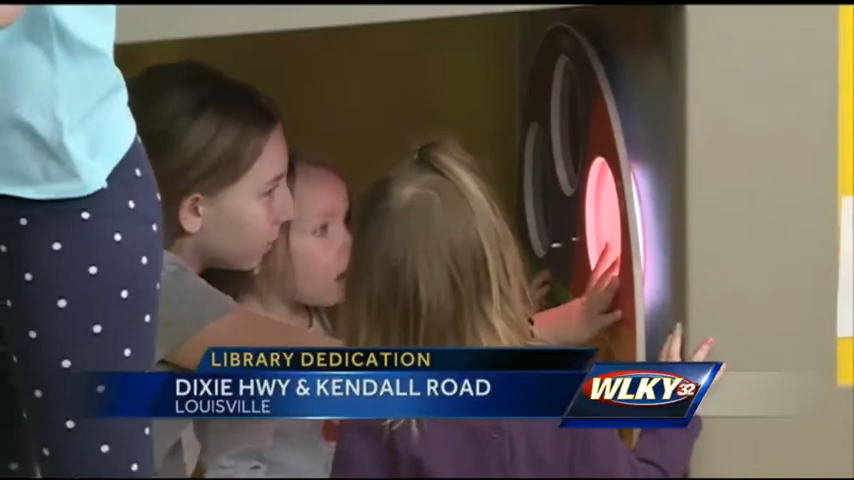 LIBRARY DEDICATION
DIXIE HWY & KENDALL ROAD
LOUISVILLE
WLKY 32